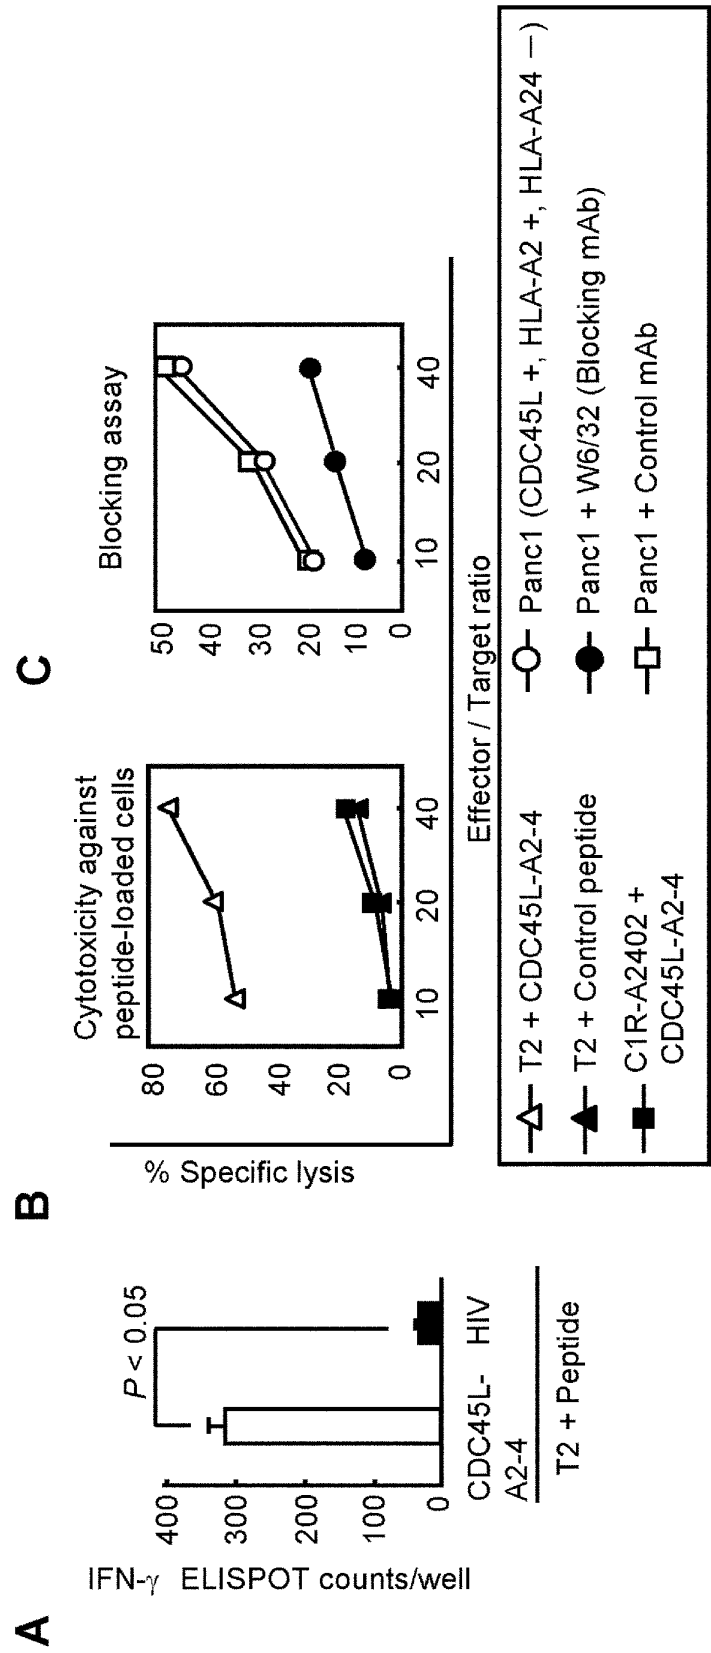 A
IFN-γ ELISPOT counts/well
400
300
200
100
0
P < 0.05
CDC45L-
A2-4
HIV
T2 + Peptide
B
% Specific lysis
Cytotoxicity against
peptide-loaded cells
80
60
40
20
0
10
20
40
C
Blocking assay
50
40
30
20
10
0
10
20
40
Effector / Target ratio
T2 + CDC45L-A2-4
T2 + Control peptide
C1R-A2402 +
CDC45L-A2-4
Panc1 (CDC45L +, HLA-A2 +, HLA-A24 −)
Panc1 + W6/32 (Blocking mAb)
Panc1 + Control mAb